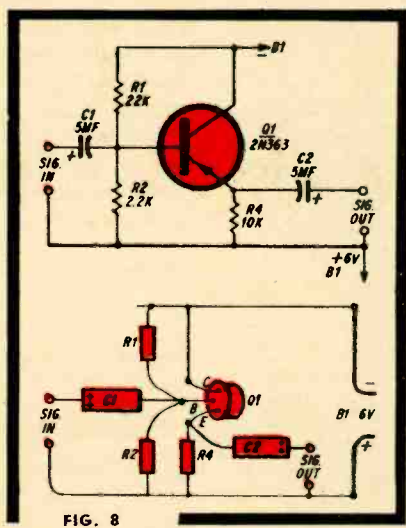 − B1
R1
22K
C1
5MF
+
SIG.
IN
Q1
2N363
C2
5MF
+
R2
2.2K
R4
10K
SIG.
OUT
+6V
B1
R1
C
C1
B
Q1
−
B1 6V
+
SIG.
IN
E
R2
R4
C2
SIG.
OUT
FIG. 8